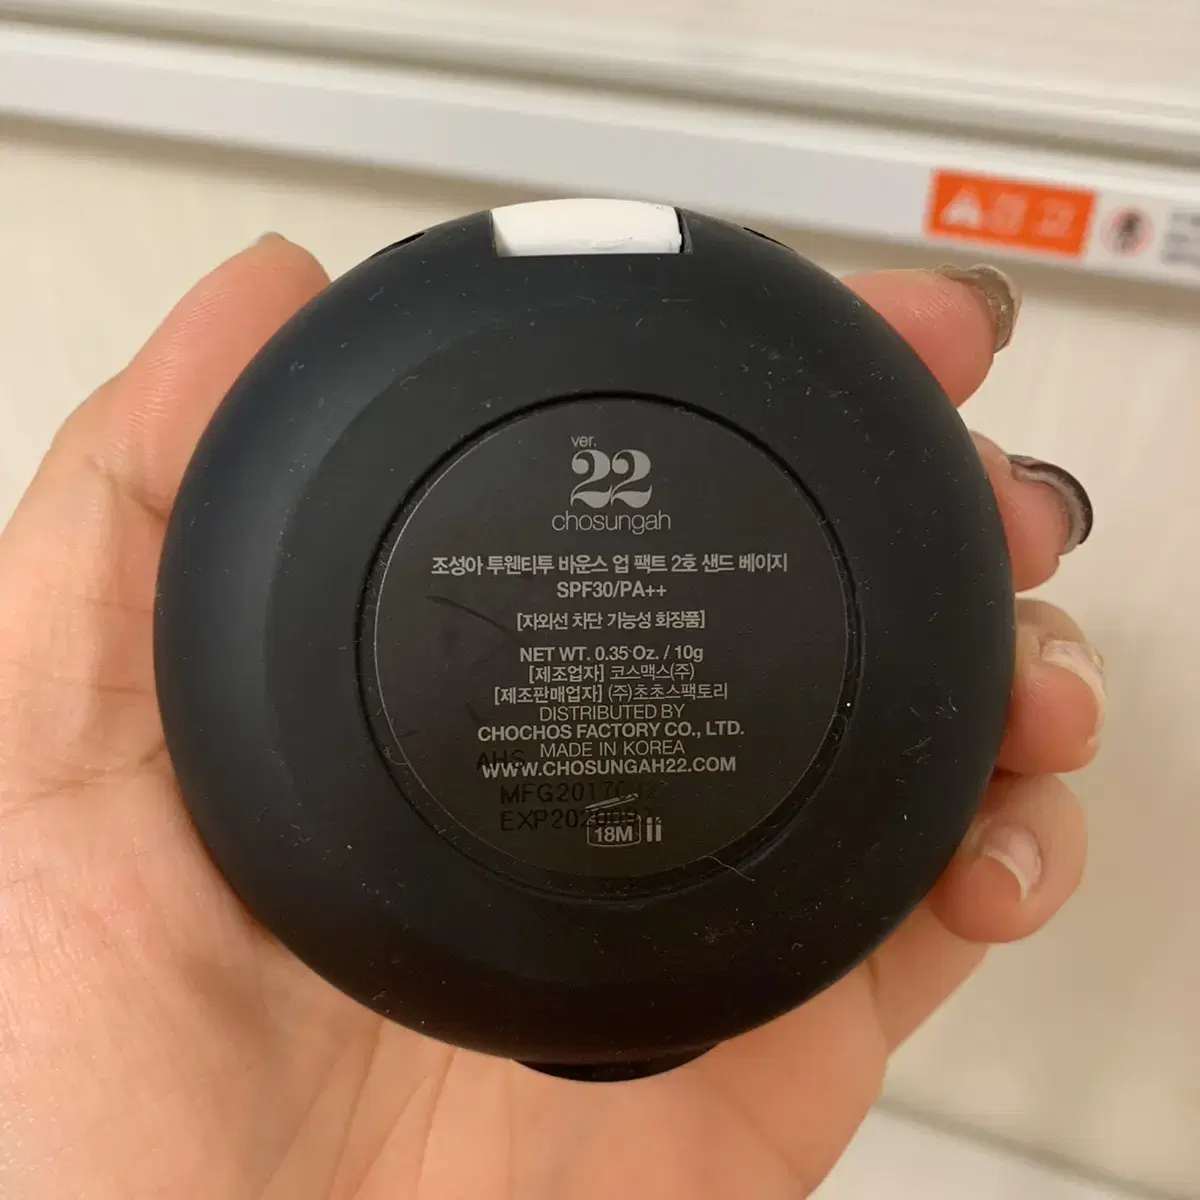 경고
ver.
22
chosungah
조성아 투웬티투 바운스 업 팩트 2호 샌드 베이지
SPF30/PA++
[자외선 차단 기능성 화장품]
NET WT. 0.35 Oz. / 10g
[제조업자] 코스맥스(주)
[제조판매업자] (주)초초스팩토리
DISTRIBUTED BY
CHOCHOS FACTORY CO., LTD.
MADE IN KOREA
AHS
WWW.CHOSUNGAH22.COM
18M